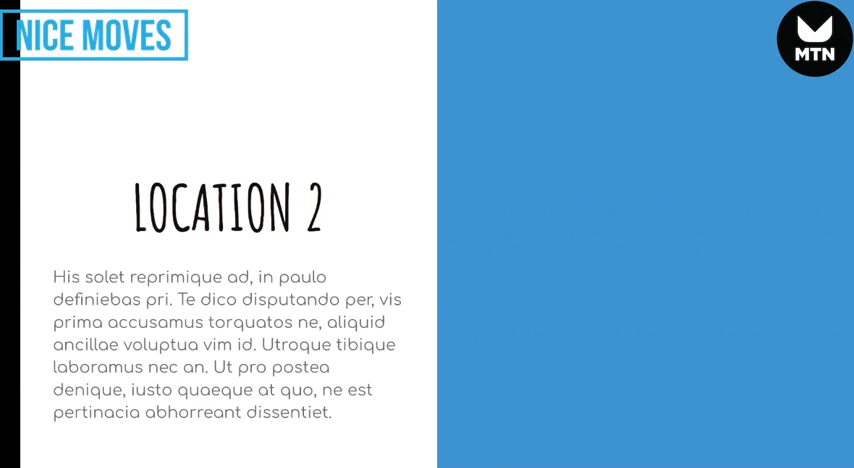 NICE MOVES
MTN
LOCATION 2
His solet reprimique ad, in paulo
definiebas pri. Te dico disputando per, vis
prima accusamus torquatos ne, aliquid
ancillae voluptua vim id. Utroque tibique
laboramus nec an. Ut pro postea
denique, iusto quaeque at quo, ne est
pertinacia abhorreant dissentiet.